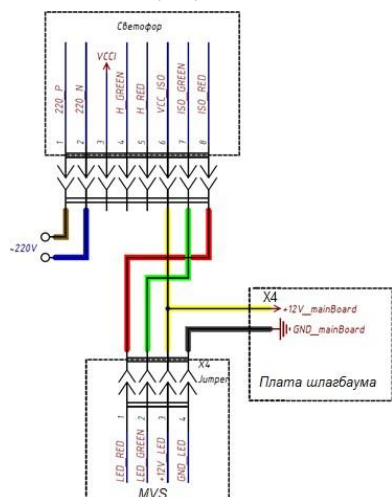 Светофор
220_P
220_N
VCCI
H_GREEN
H_RED
VCC_ISO
ISO_GREEN
ISO_RED
1
2
3
4
5
6
7
8
~220V
X4
+12V_mainBoard
GND_mainBoard
Плата шлагбаума
X4
Jumper
1
2
3
4
LED_RED
LED_GREEN
+12V_LED
GND_LED
MVS